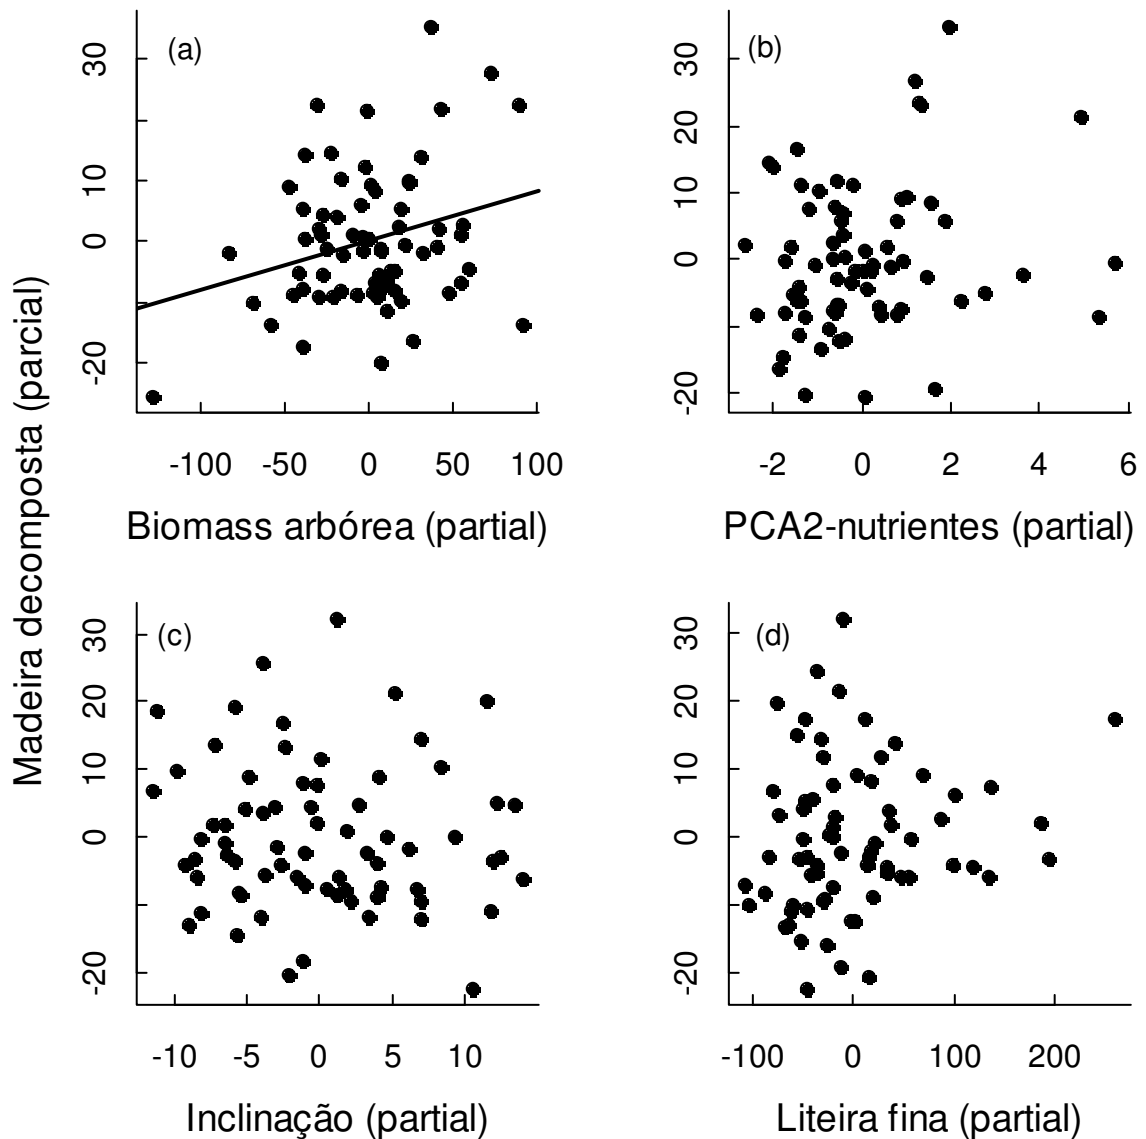 Madeira decomposta (parcial)
(a)
30
10
0
-20
-100 -50 0 50 100
Biomass arbórea (partial)
(b)
30
20
10
0
-20
-2 0 2 4 6
PCA2-nutrientes (partial)
(c)
30
20
10
0
-20
-10 -5 0 5 10
Inclinação (partial)
(d)
30
20
10
0
-20
-100 0 100 200
Liteira fina (partial)